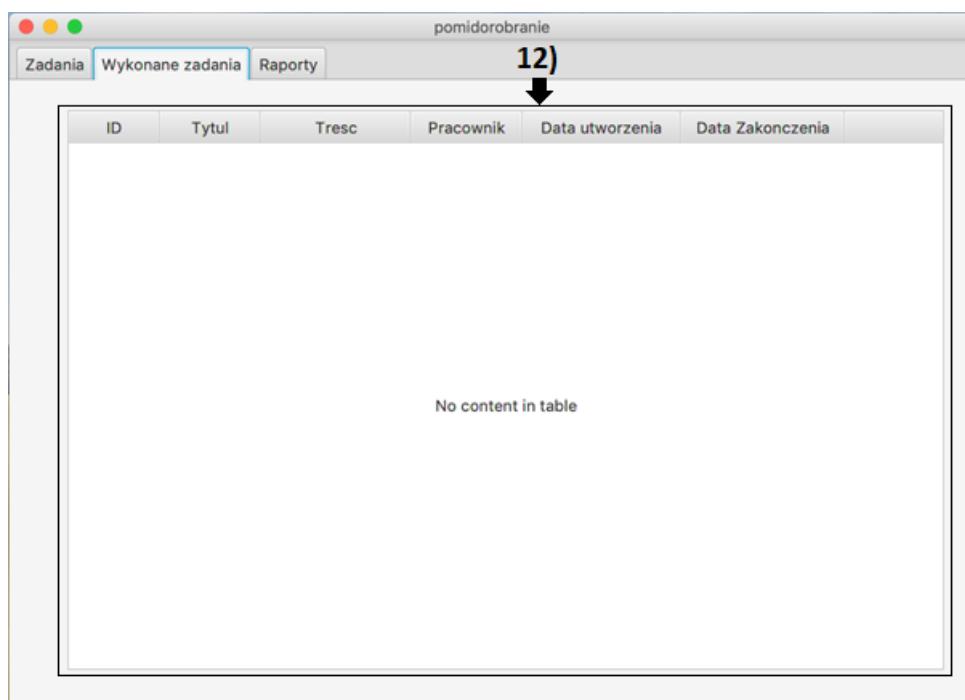 pomidorobranie
Zadania Wykonane zadania Raporty
12)
ID Tytul Tresc Pracownik Data utworzenia Data Zakonczenia
No content in table